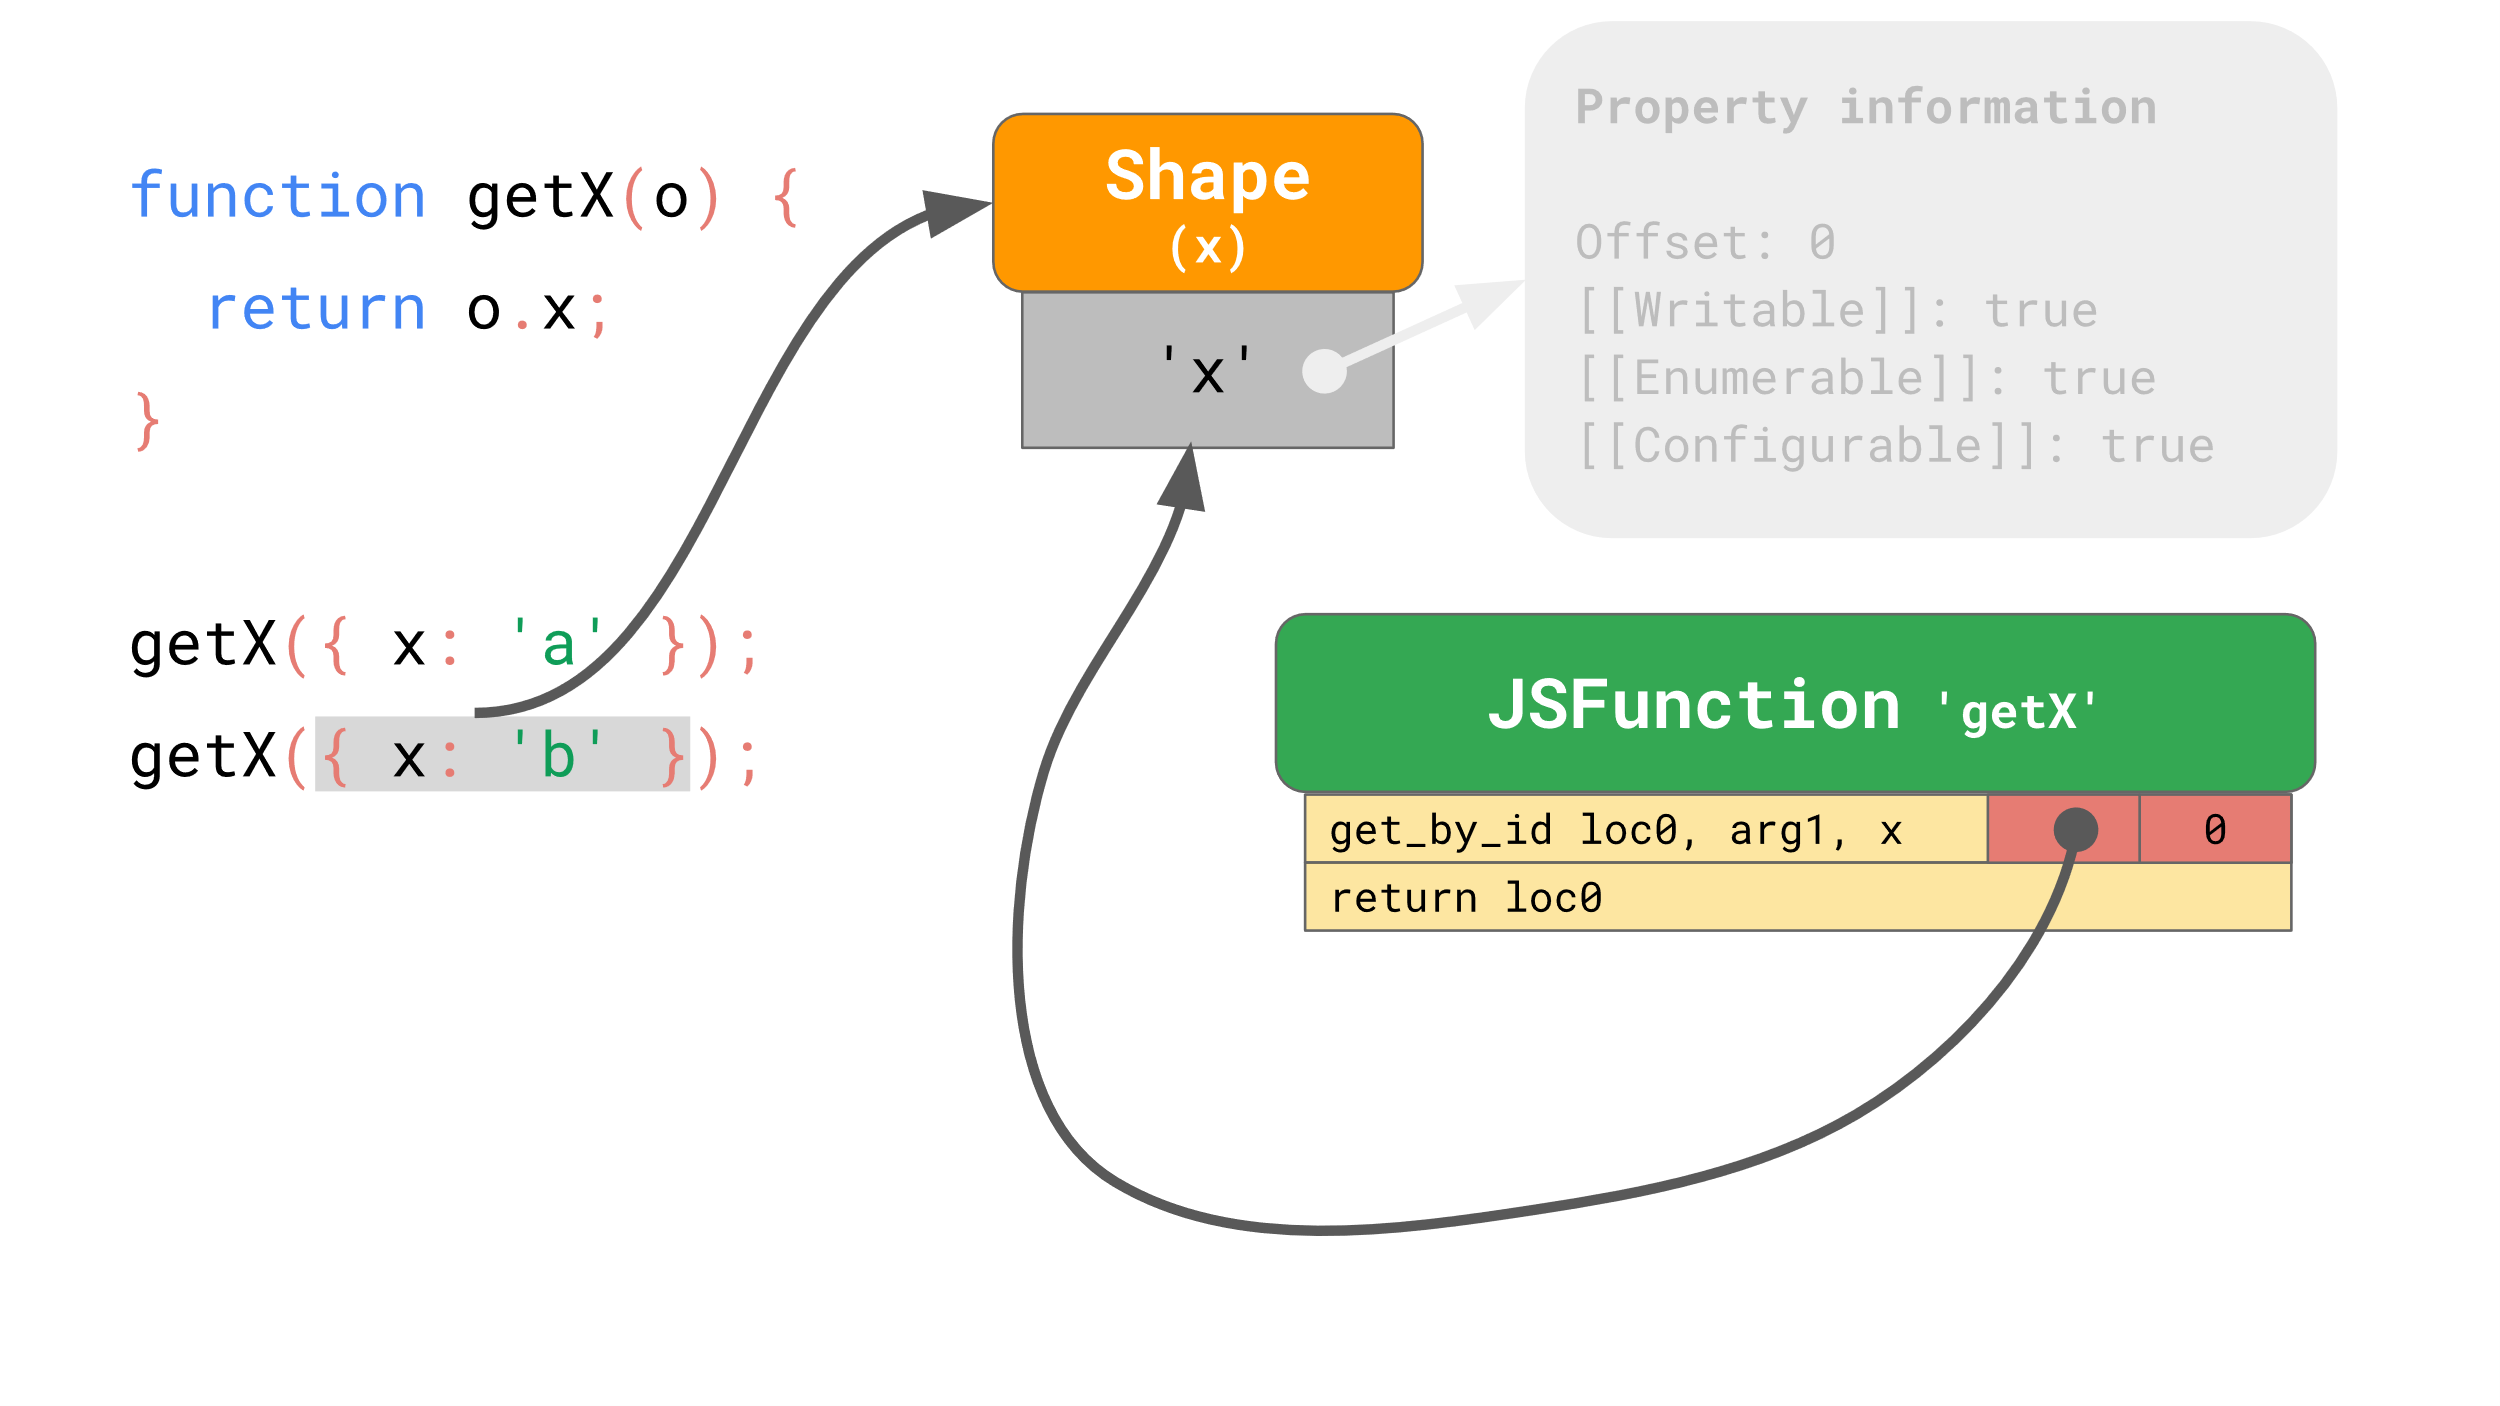 function getX(o) {
  return o.x;
}
getX({ x: 'a' });
getX({ x: 'b' });
Shape
(x)
'x'
Property information
Offset: 0
[[Writable]]: true
[[Enumerable]]: true
[[Configurable]]: true
JSFunction 'getX'
get_by_id loc0, arg1, x 0
return loc0